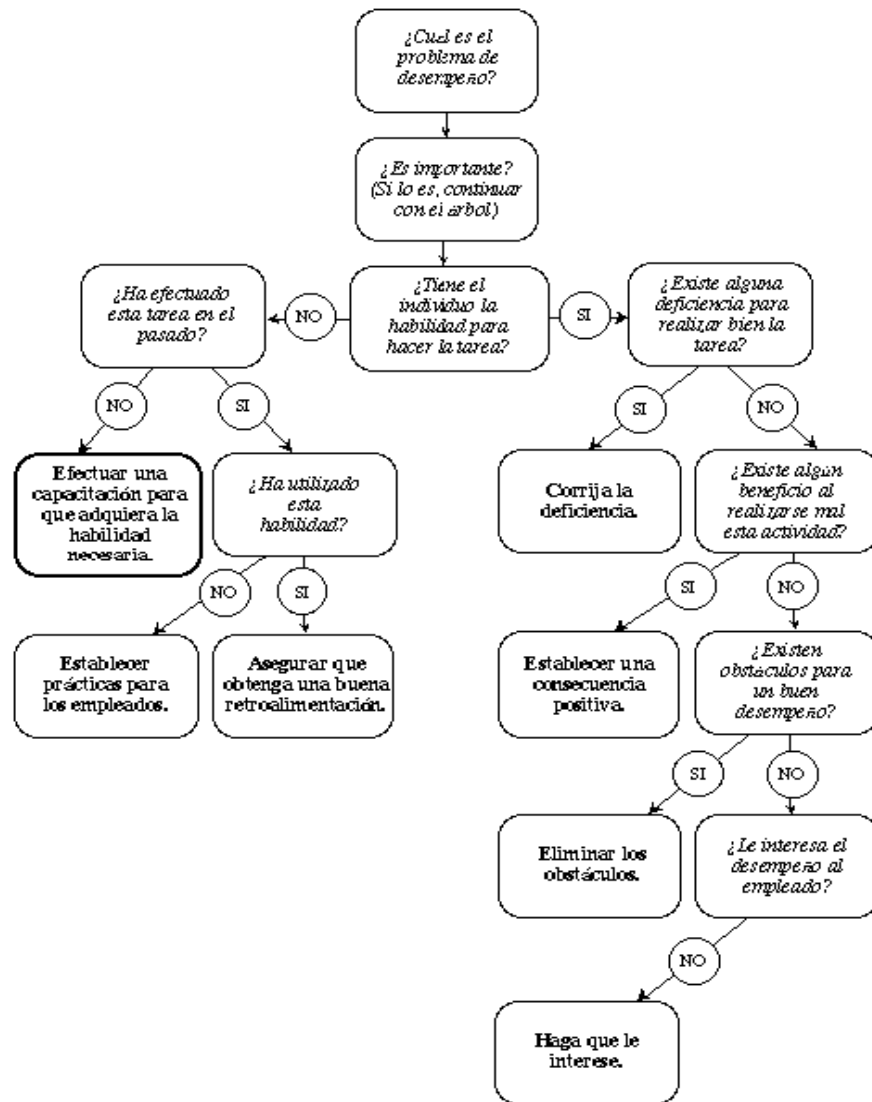 ¿Cuál es el
problema de
desempeño?
¿Es importante?
(Si lo es, continuar
con el árbol)
¿Tiene el
individuo la
habilidad para
hacer la tarea?
NO
SI
¿Ha efectuado
esta tarea en el
pasado?
¿Existe alguna
deficiencia para
realizar bien la
tarea?
NO
SI
SI
NO
Efectuar una
capacitación para
que adquiera la
habilidad
necesaria.
¿Ha utilizado
esta
habilidad?
Corrija la
deficiencia.
¿Existe algún
beneficio al
realizarse mal
esta actividad?
NO
SI
SI
NO
Establecer
prácticas para
los empleados.
Asegurar que
obtenga una buena
retroalimentación.
Establecer una
consecuencia
positiva.
¿Existen
obstáculos para
un buen
desempeño?
SI
NO
Eliminar los
obstáculos.
¿Le interesa el
desempeño al
empleado?
NO
Haga que le
interese.